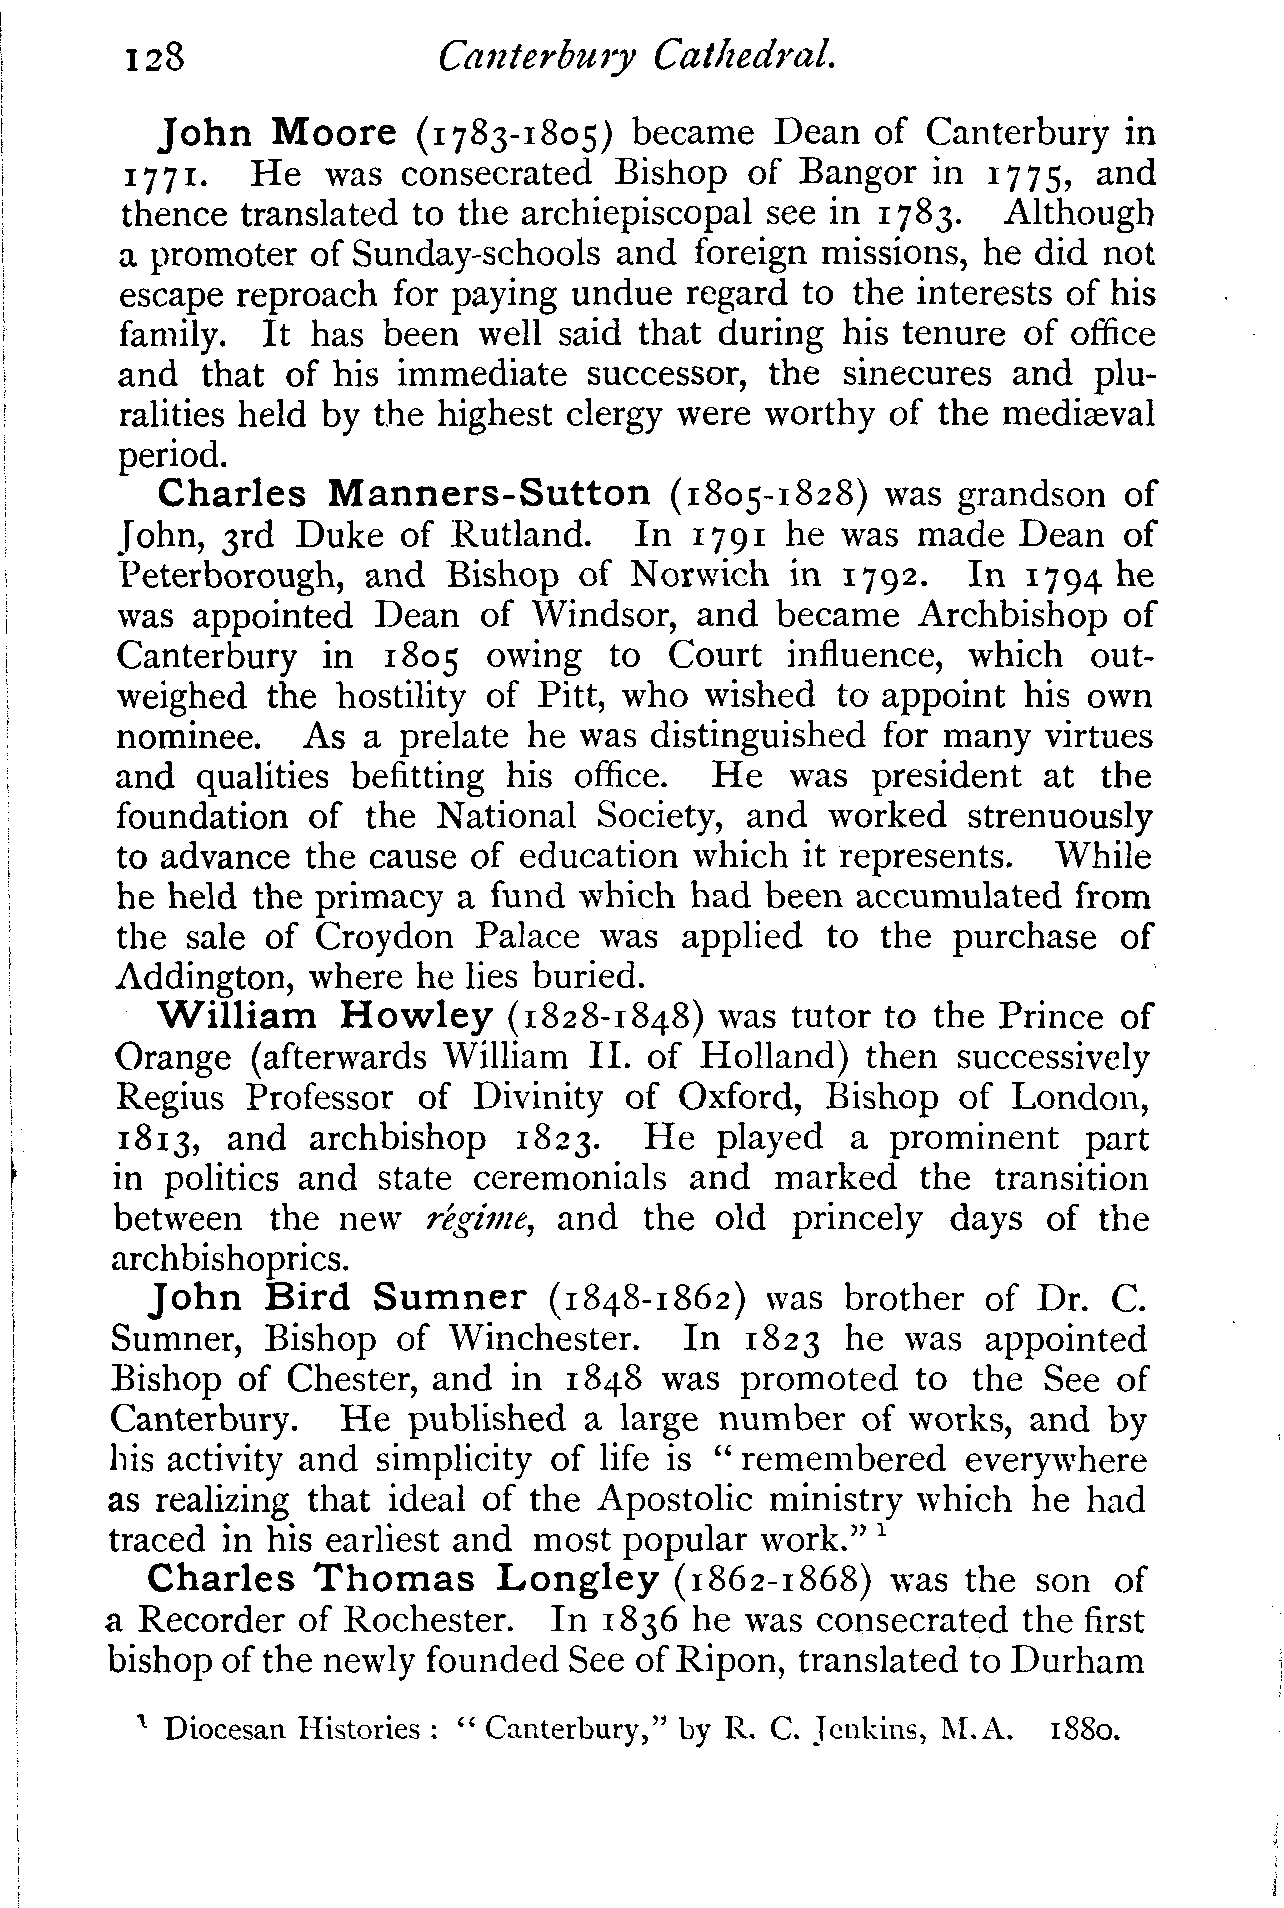 128 Canterbury Cathedral.
John Moore (1783-1805) became Dean of Canterbury in
1771. He was consecrated Bishop of Bangor in 1775, and
thence translated to the archiepiscopal see in 1783. Although
a promoter of Sunday-schools and foreign missions, he did not
escape reproach for paying undue regard to the interests of his
family. It has been well said that during his tenure of office
and that of his immediate successor, the sinecures and plu-
ralities held by the highest clergy were worthy of the mediæval
period.
Charles Manners-Sutton (1805-1828) was grandson of
John, 3rd Duke of Rutland. In 1791 he was made Dean of
Peterborough, and Bishop of Norwich in 1792. In 1794 he
was appointed Dean of Windsor, and became Archbishop of
Canterbury in 1805 owing to Court influence, which out-
weighed the hostility of Pitt, who wished to appoint his own
nominee. As a prelate he was distinguished for many virtues
and qualities befitting his office. He was president at the
foundation of the National Society, and worked strenuously
to advance the cause of education which it represents. While
he held the primacy a fund which had been accumulated from
the sale of Croydon Palace was applied to the purchase of
Addington, where he lies buried.
William Howley (1828-1848) was tutor to the Prince of
Orange (afterwards William II. of Holland) then successively
Regius Professor of Divinity of Oxford, Bishop of London,
1813, and archbishop 1823. He played a prominent part
in politics and state ceremonials and marked the transition
between the new régime, and the old princely days of the
archbishoprics.
John Bird Sumner (1848-1862) was brother of Dr. C.
Sumner, Bishop of Winchester. In 1823 he was appointed
Bishop of Chester, and in 1848 was promoted to the See of
Canterbury. He published a large number of works, and by
his activity and simplicity of life is “ remembered everywhere
as realizing that ideal of the Apostolic ministry which he had
traced in his earliest and most popular work.” ¹
Charles Thomas Longley (1862-1868) was the son of
a Recorder of Rochester. In 1836 he was consecrated the first
bishop of the newly founded See of Ripon, translated to Durham
¹ Diocesan Histories : “ Canterbury,” by R. C. Jenkins, M.A. 1880.